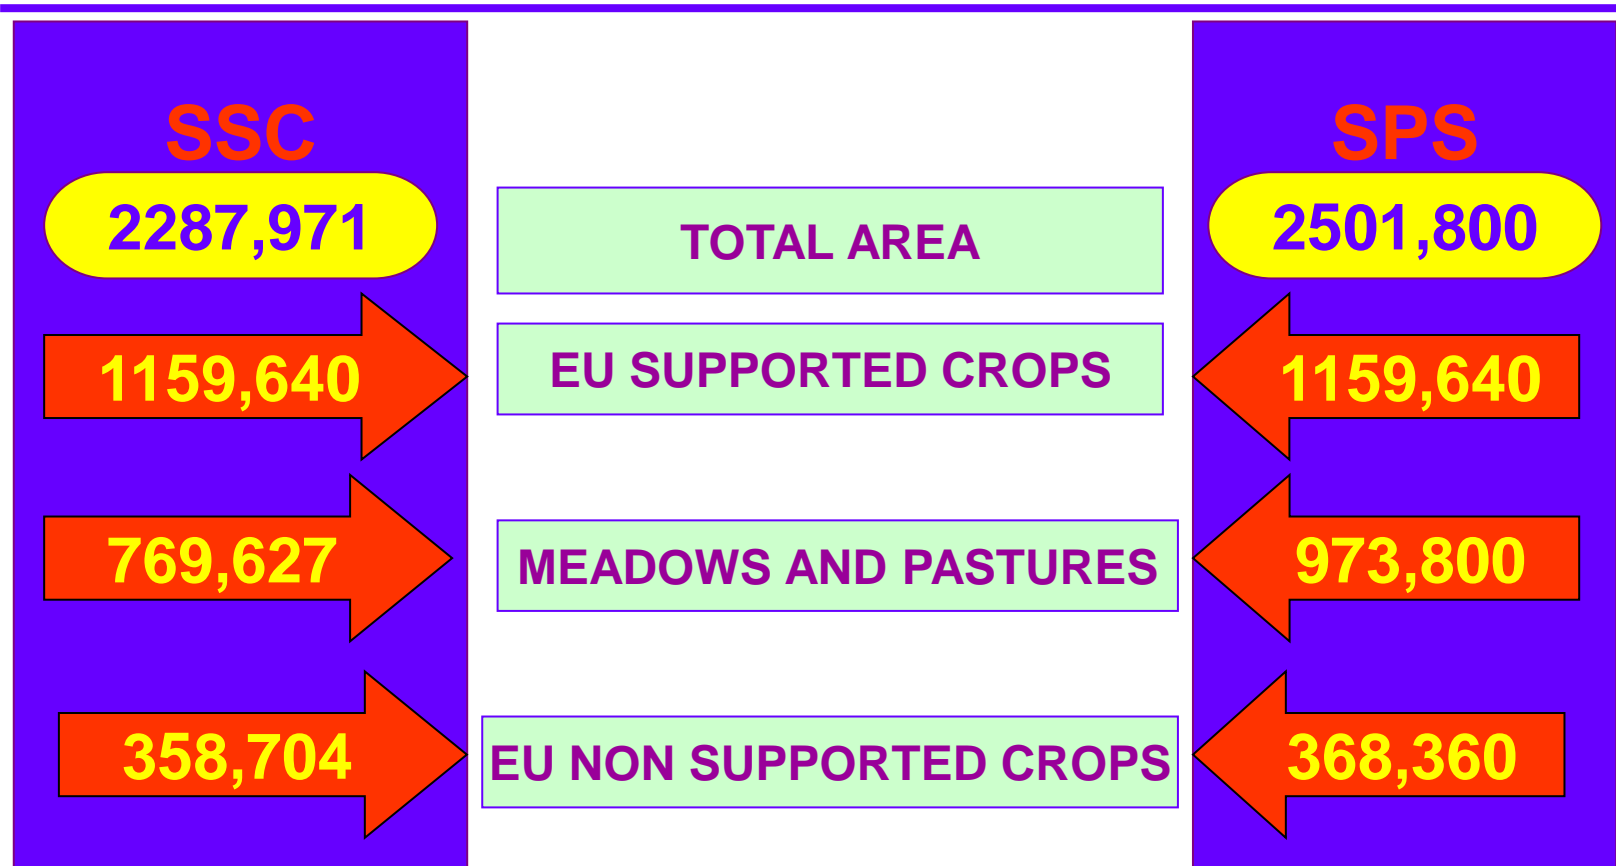 SSC
SPS
2287,971
TOTAL AREA
2501,800
1159,640
EU SUPPORTED CROPS
1159,640
769,627
MEADOWS AND PASTURES
973,800
358,704
EU NON SUPPORTED CROPS
368,360